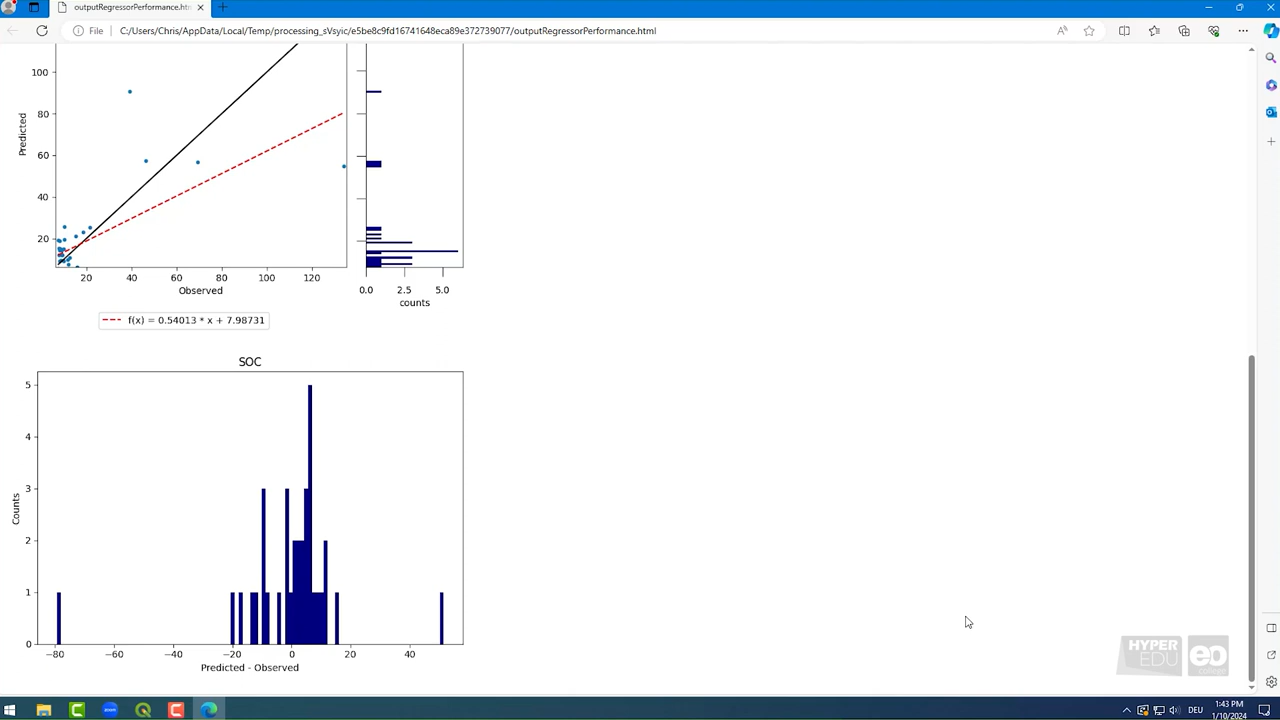 outputRegressorPerformance.htm
File
C:/Users/Chris/AppData/Local/Temp/processing_sVsyic/e5be8c9fd16741648eca89e372739077/outputRegressorPerformance.html
100
80
60
40
20
Predicted
20 40 60 80 100 120
Observed
0.0 2.5 5.0
counts
f(x) = 0.54013 * x + 7.98731
SOC
5
4
3
2
1
0
Counts
−80 −60 −40 −20 0 20 40
Predicted - Observed
HYPER
EDU
eo
college
DEU
1:43 PM
1/10/2024